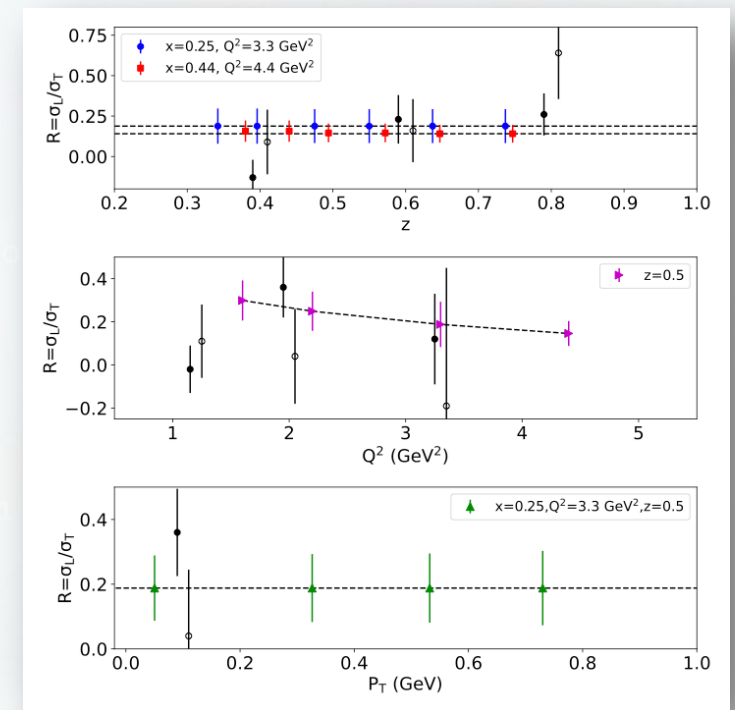 0.75
0.50
0.25
0.00
R=σL/σT
x=0.25, Q²=3.3 GeV²
x=0.44, Q²=4.4 GeV²
0.2 0.3 0.4 0.5 0.6 0.7 0.8 0.9 1.0
z
0.4
0.2
0.0
−0.2
R=σL/σT
z=0.5
1 2 3 4 5
Q² (GeV²)
0.4
0.2
0.0
R=σL/σT
x=0.25,Q²=3.3 GeV²,z=0.5
0.0 0.2 0.4 0.6 0.8 1.0
PT (GeV)